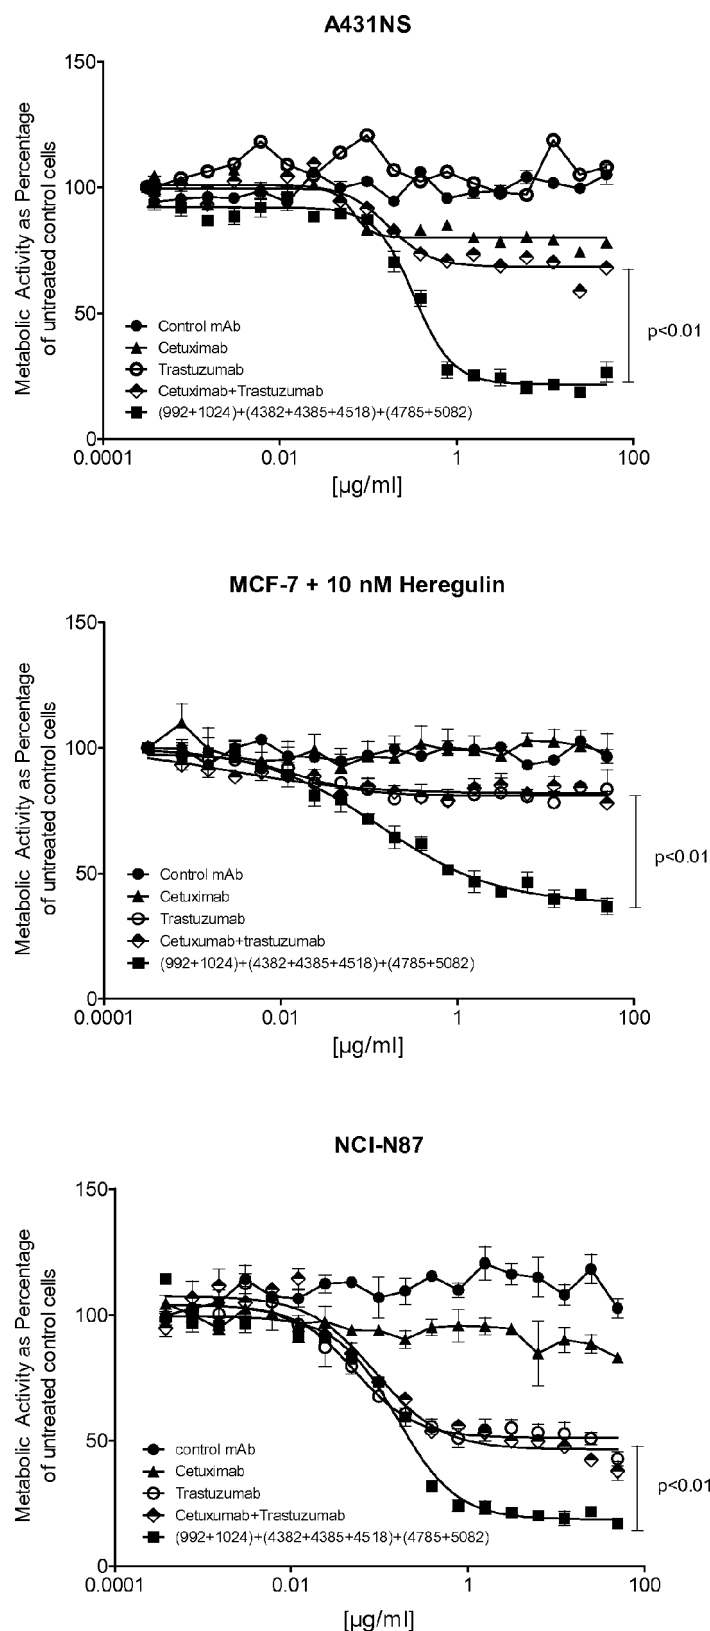 A431NS
Metabolic Activity as Percentage
of untreated control cells
150
100
50
0
Control mAb
Cetuximab
Trastuzumab
Cetuximab+Trastuzumab
(992+1024)+(4382+4385+4518)+(4785+5082)
p<0.01
0.0001 0.01 1 100
[µg/ml]
MCF-7 + 10 nM Heregulin
Metabolic Activity as Percentage
of untreated control cells
150
100
50
0
Control mAb
Cetuximab
Trastuzumab
Cetuxumab+trastuzumab
(992+1024)+(4382+4385+4518)+(4785+5082)
p<0.01
0.0001 0.01 1 100
[µg/ml]
NCI-N87
Metabolic Activity as Percentage
of untreated control cells
150
100
50
0
control mAb
Cetuximab
Trastuzumab
Cetuxumab+Trastuzumab
(992+1024)+(4382+4385+4518)+(4785+5082)
p<0.01
0.0001 0.01 1 100
[µg/ml]